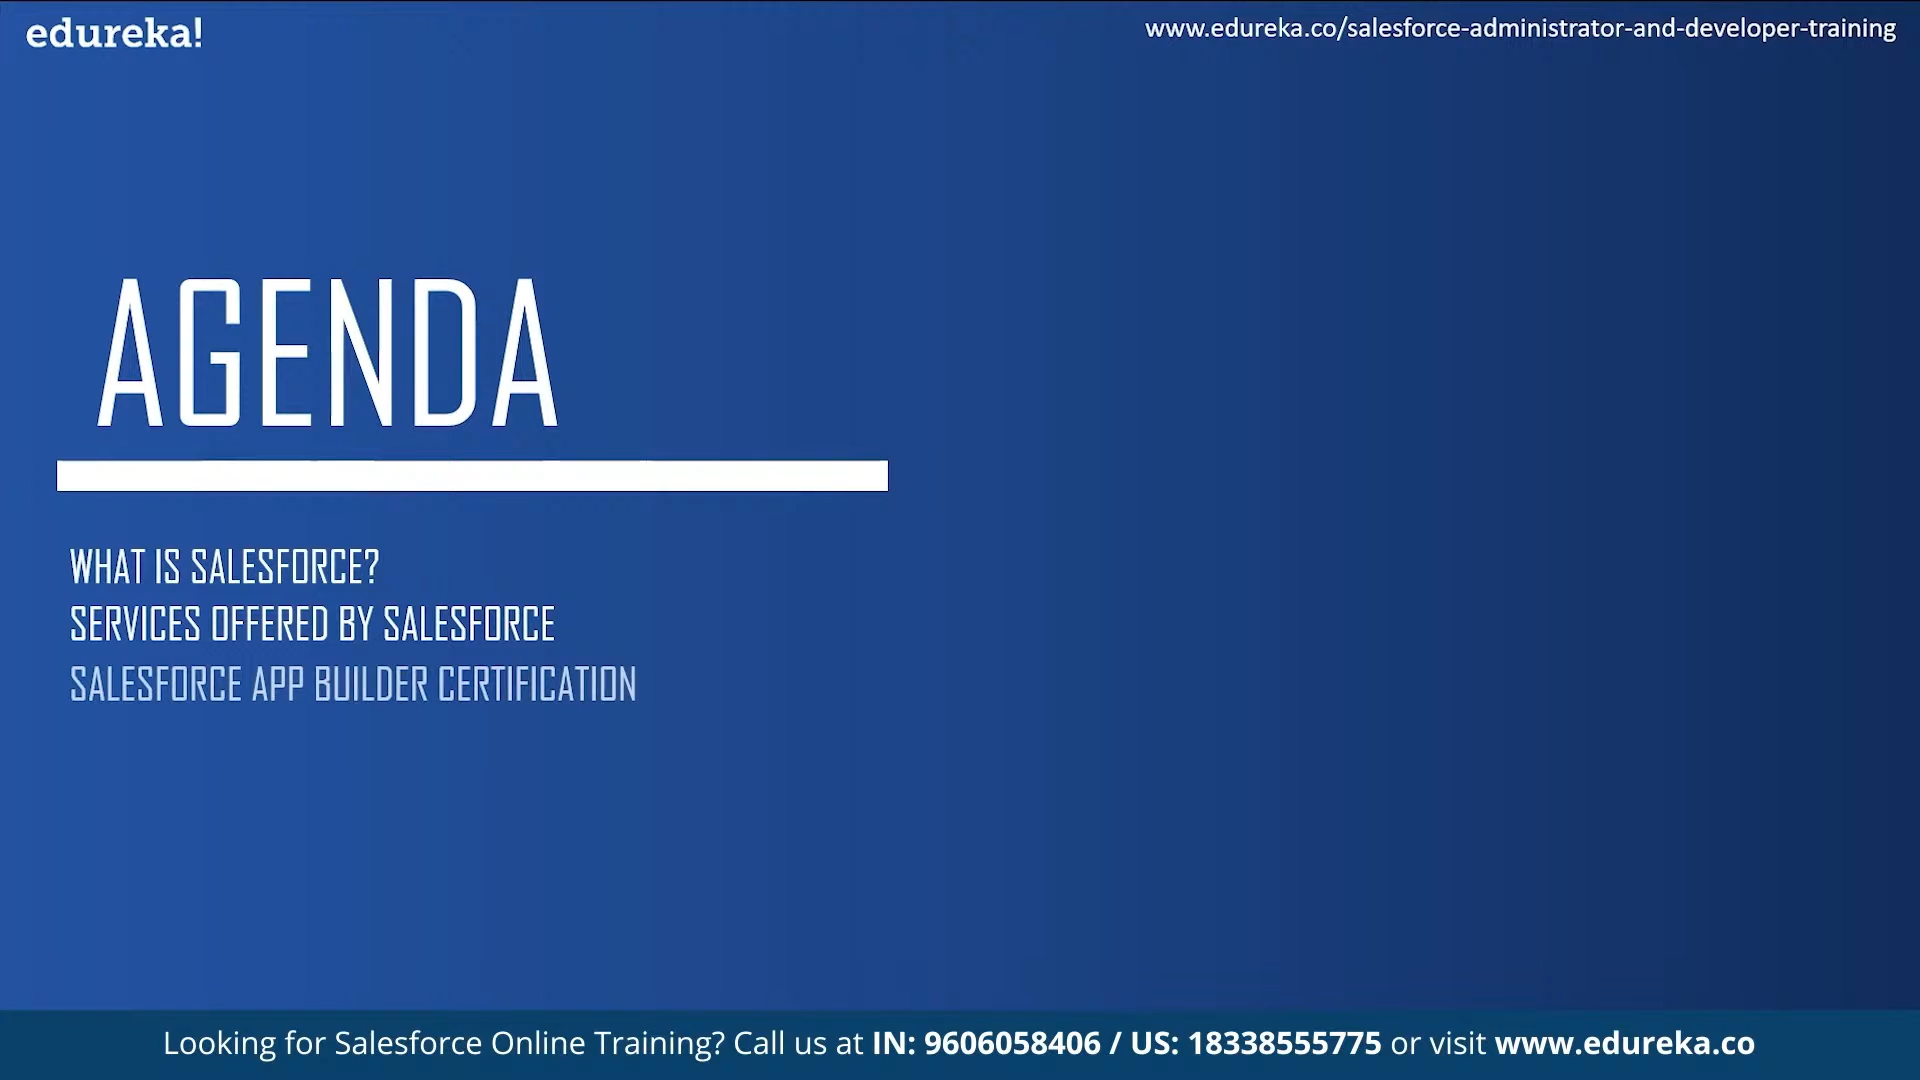 edureka!
www.edureka.co/salesforce-administrator-and-developer-training
AGENDA
WHAT IS SALESFORCE?
SERVICES OFFERED BY SALESFORCE
SALESFORCE APP BUILDER CERTIFICATION
Looking for Salesforce Online Training? Call us at IN: 9606058406 / US: 18338555775 or visit www.edureka.co